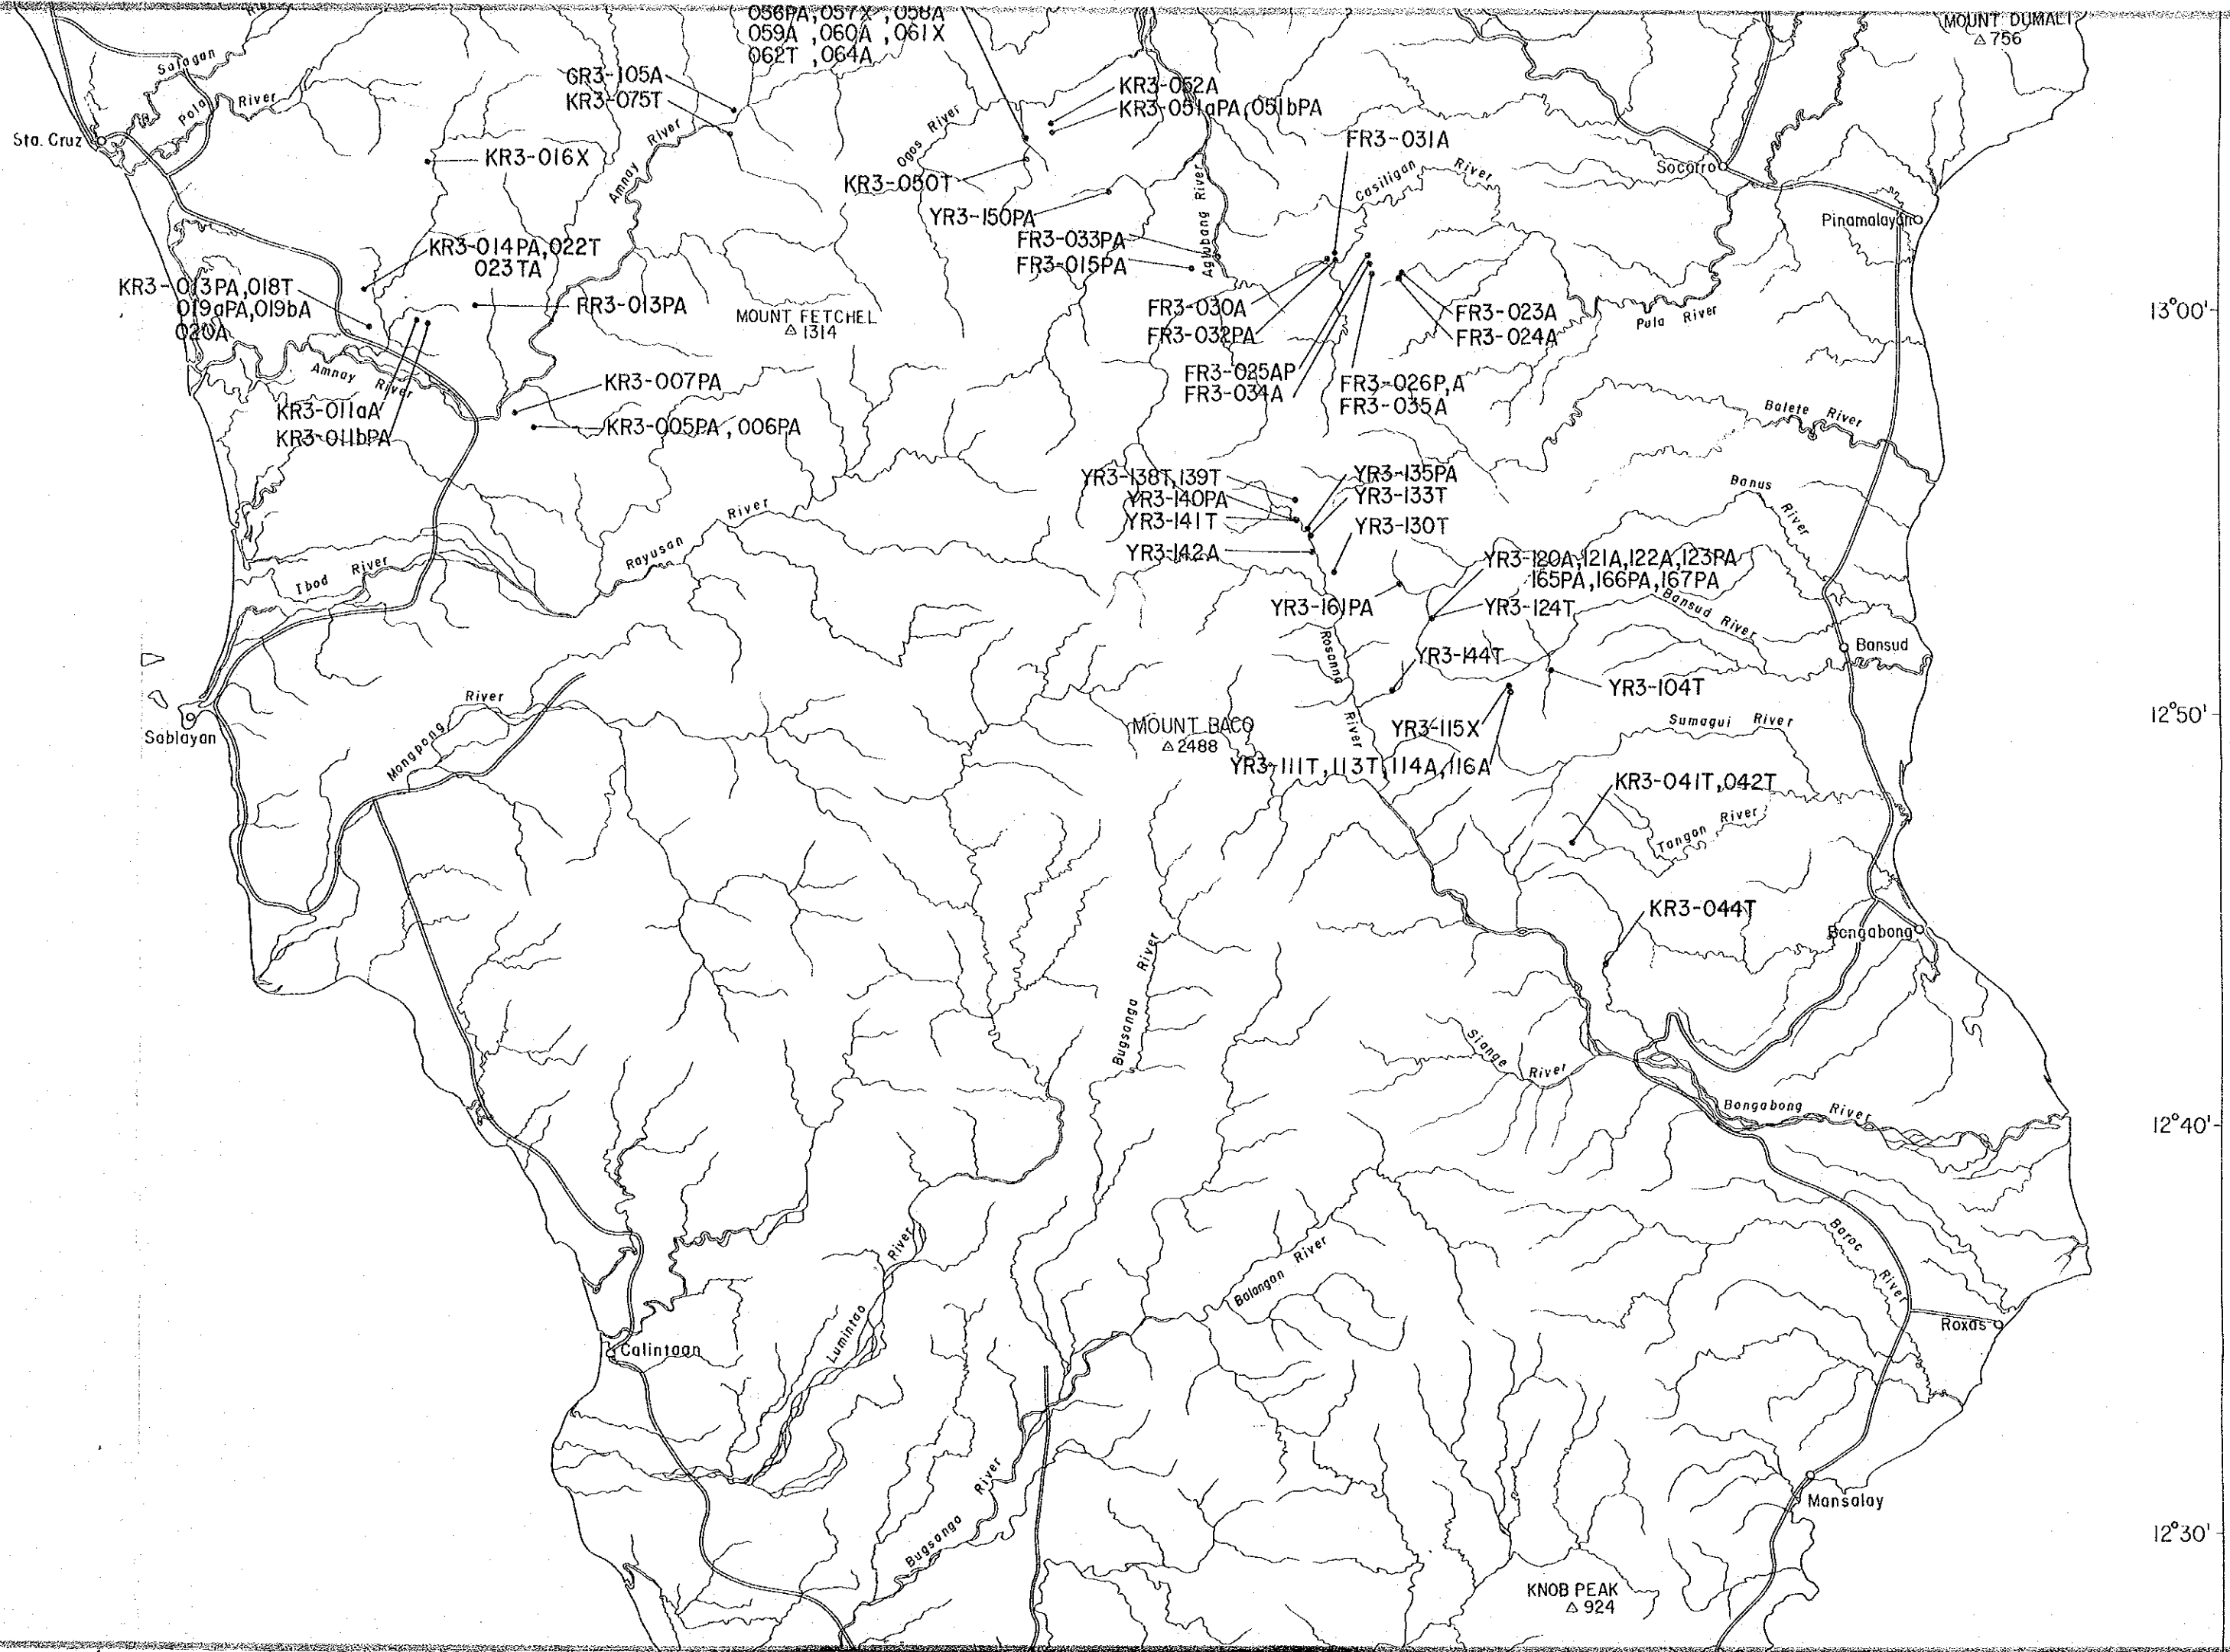 056PA,057X ,058A
059A ,060A ,061X
062T ,064A
MOUNT DUMALI
△ 756
Salagan
River
Pola River
Sta. Cruz
GR3-105A
KR3-075T
Amnay River
KR3-016X
Ogos River
KR3-052A
KR3-051aPA,051bPA
KR3-050T
YR3-150PA
FR3-033PA
FR3-015PA
Agubang River
FR3-031A
Casiligan River
Socorro
Pinamalayan
KR3-014PA,022T
023TA
KR3-013PA,018T
019aPA,019bA
020A
FR3-013PA
MOUNT FETCHEL
△ 1314
FR3-030A
FR3-032PA
FR3-023A
FR3-024A
Pula River
13°00'
FR3-025AP
FR3-034A
FR3-026P,A
FR3-035A
Amnay River
KR3-011aA
KR3-011bPA
KR3-007PA
KR3-005PA ,006PA
Balete River
YR3-138T,139T
YR3-140PA
YR3-141T
YR3-142A
YR3-135PA
YR3-133T
YR3-130T
Banus River
Rayusan River
Ibod River
YR3-120A,121A,122A,123PA
165PA,166PA,167PA
YR3-161PA
YR3-124T
Bansud River
Bansud
Rosanna River
YR3-144T
YR3-104T
Mongpong River
Sablayan
MOUNT BACO
△ 2488
YR3-115X
Sumagui River
12°50'
YR3-111T,113T,114A,116A
KR3-041T,042T
Tangon River
KR3-044T
Bongabong
Bugsanga River
Siange River
Bongabong River
12°40'
Baroc River
Lumintao River
Balangan River
Roxas
Calintaan
Bugsanga River
Mansalay
12°30'
KNOB PEAK
△ 924